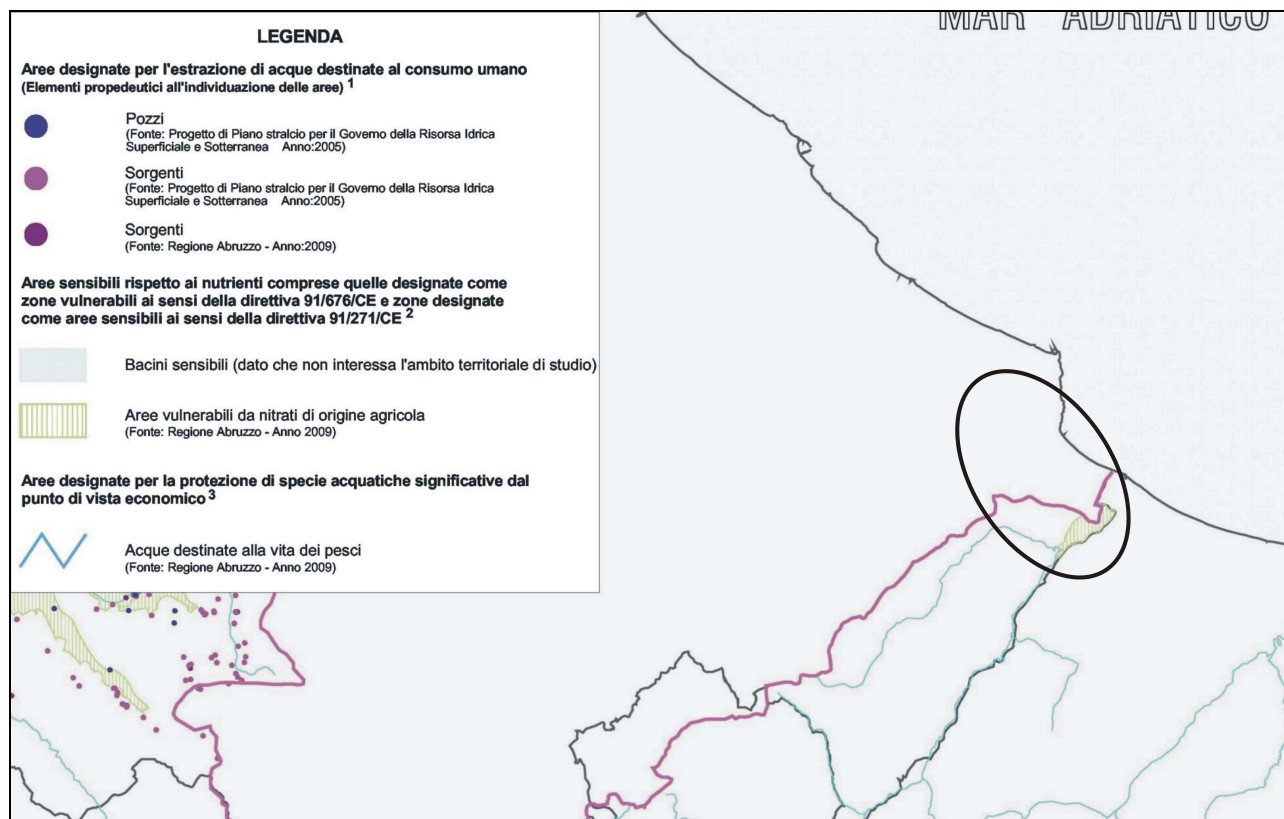 MAR ADRIATICO
LEGENDA
Aree designate per l'estrazione di acque destinate al consumo umano
(Elementi propedeutici all'individuazione delle aree) 1
Pozzi
(Fonte: Progetto di Piano stralcio per il Governo della Risorsa Idrica
Superficiale e Sotterranea Anno:2005)
Sorgenti
(Fonte: Progetto di Piano stralcio per il Governo della Risorsa Idrica
Superficiale e Sotterranea Anno:2005)
Sorgenti
(Fonte: Regione Abruzzo - Anno:2009)
Aree sensibili rispetto ai nutrienti comprese quelle designate come
zone vulnerabili ai sensi della direttiva 91/676/CE e zone designate
come aree sensibili ai sensi della direttiva 91/271/CE 2
Bacini sensibili (dato che non interessa l'ambito territoriale di studio)
Aree vulnerabili da nitrati di origine agricola
(Fonte: Regione Abruzzo - Anno 2009)
Aree designate per la protezione di specie acquatiche significative dal
punto di vista economico 3
Acque destinate alla vita dei pesci
(Fonte: Regione Abruzzo - Anno 2009)